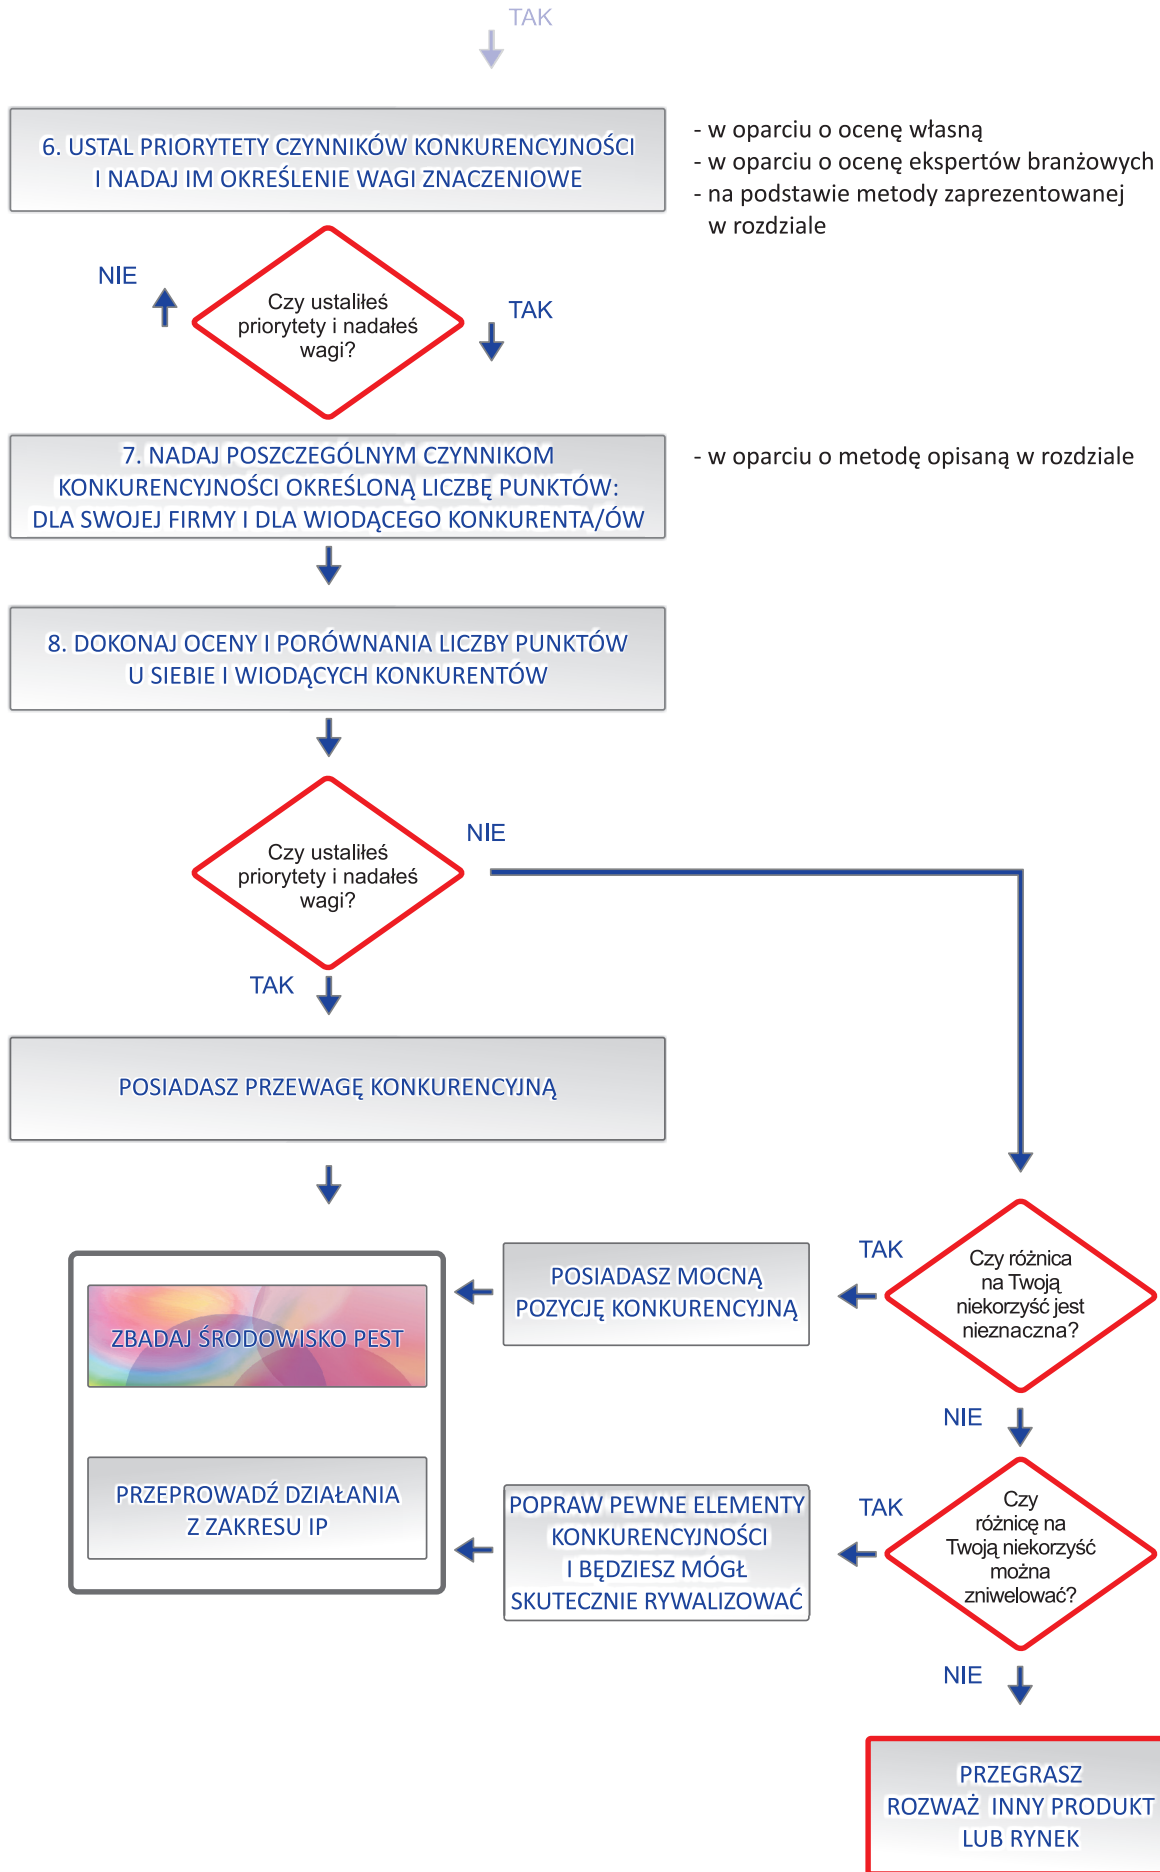 TAK
6. USTAL PRIORYTETY CZYNNIKÓW KONKURENCYJNOŚCI
I NADAJ IM OKREŚLENIE WAGI ZNACZENIOWE
- w oparciu o ocenę własną
- w oparciu o ocenę ekspertów branżowych
- na podstawie metody zaprezentowanej
w rozdziale
NIE
Czy ustaliłeś
priorytety i nadałeś
wagi?
TAK
7. NADAJ POSZCZEGÓLNYM CZYNNIKOM
KONKURENCYJNOŚCI OKREŚLONĄ LICZBĘ PUNKTÓW:
DLA SWOJEJ FIRMY I DLA WIODĄCEGO KONKURENTA/ÓW
- w oparciu o metodę opisaną w rozdziale
8. DOKONAJ OCENY I PORÓWNANIA LICZBY PUNKTÓW
U SIEBIE I WIODĄCYCH KONKURENTÓW
Czy ustaliłeś
priorytety i nadałeś
wagi?
NIE
TAK
POSIADASZ PRZEWAGĘ KONKURENCYJNĄ
ZBADAJ ŚRODOWISKO PEST
POSIADASZ MOCNĄ
POZYCJĘ KONKURENCYJNĄ
TAK
Czy różnica
na Twoją
niekorzyść jest
nieznaczna?
NIE
PRZEPROWADŹ DZIAŁANIA
Z ZAKRESU IP
POPRAW PEWNE ELEMENTY
KONKURENCYJNOŚCI
I BĘDZIESZ MÓGŁ
SKUTECZNIE RYWALIZOWAĆ
TAK
Czy
różnicę na
Twoją niekorzyść
można
zniwelować?
NIE
PRZEGRASZ
ROZWAŻ INNY PRODUKT
LUB RYNEK